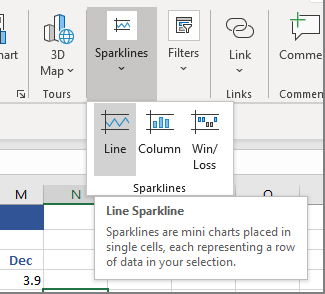 hart
3D
Map
Sparklines
Filters
Link
Comme
Tours
Links
Commen
Line
Column
Win/
Loss
Sparklines
M
N
Q
Line Sparkline
Sparklines are mini charts placed in
single cells, each representing a row
of data in your selection.
Dec
3.9